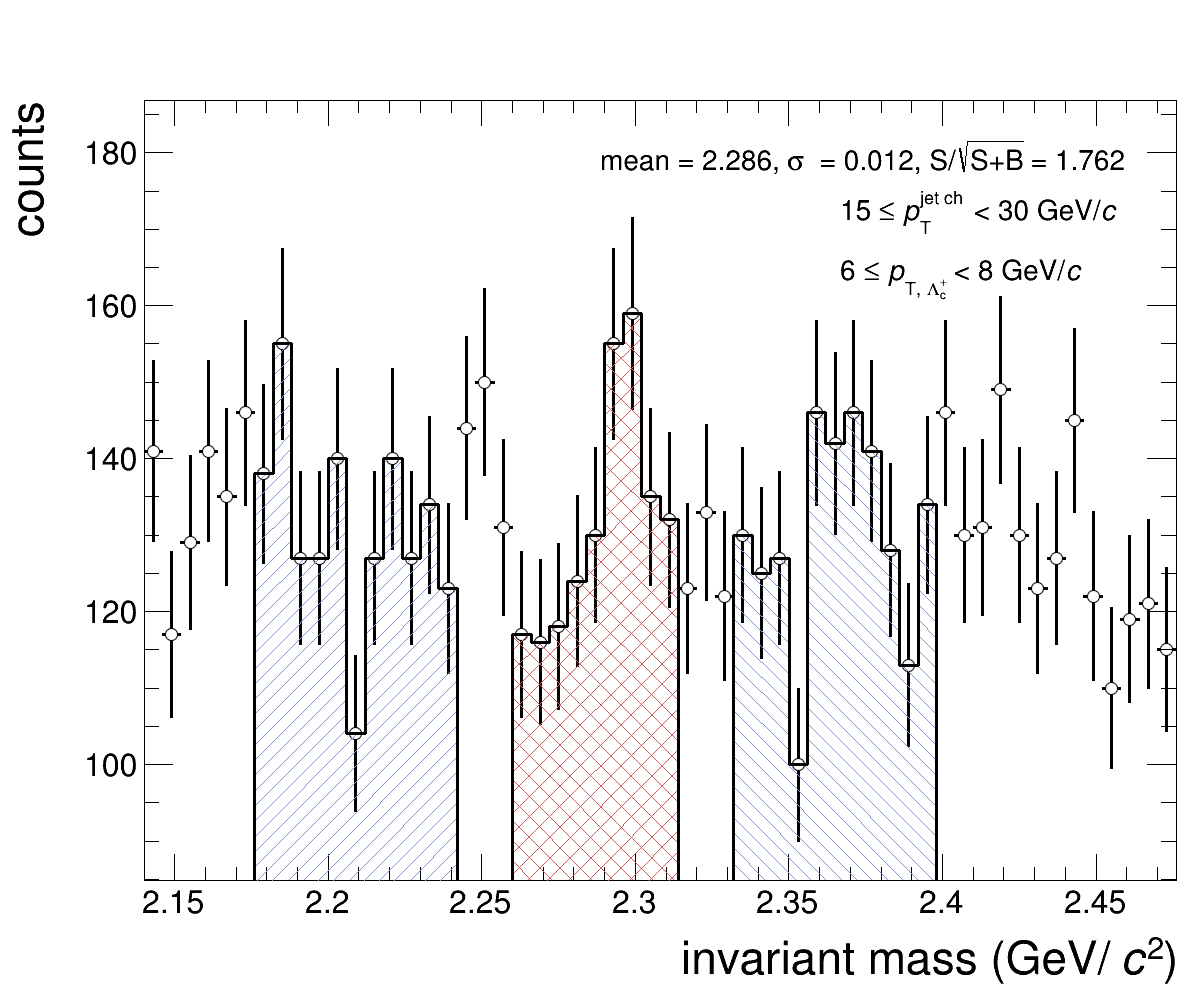 counts
180
160
140
120
100
mean = 2.286, σ = 0.012, S/√S+B = 1.762
15 ≤ p_T^{jet ch} < 30 GeV/c
6 ≤ p_{T, Λ_c^+} < 8 GeV/c
2.15 2.2 2.25 2.3 2.35 2.4 2.45
invariant mass (GeV/ c²)